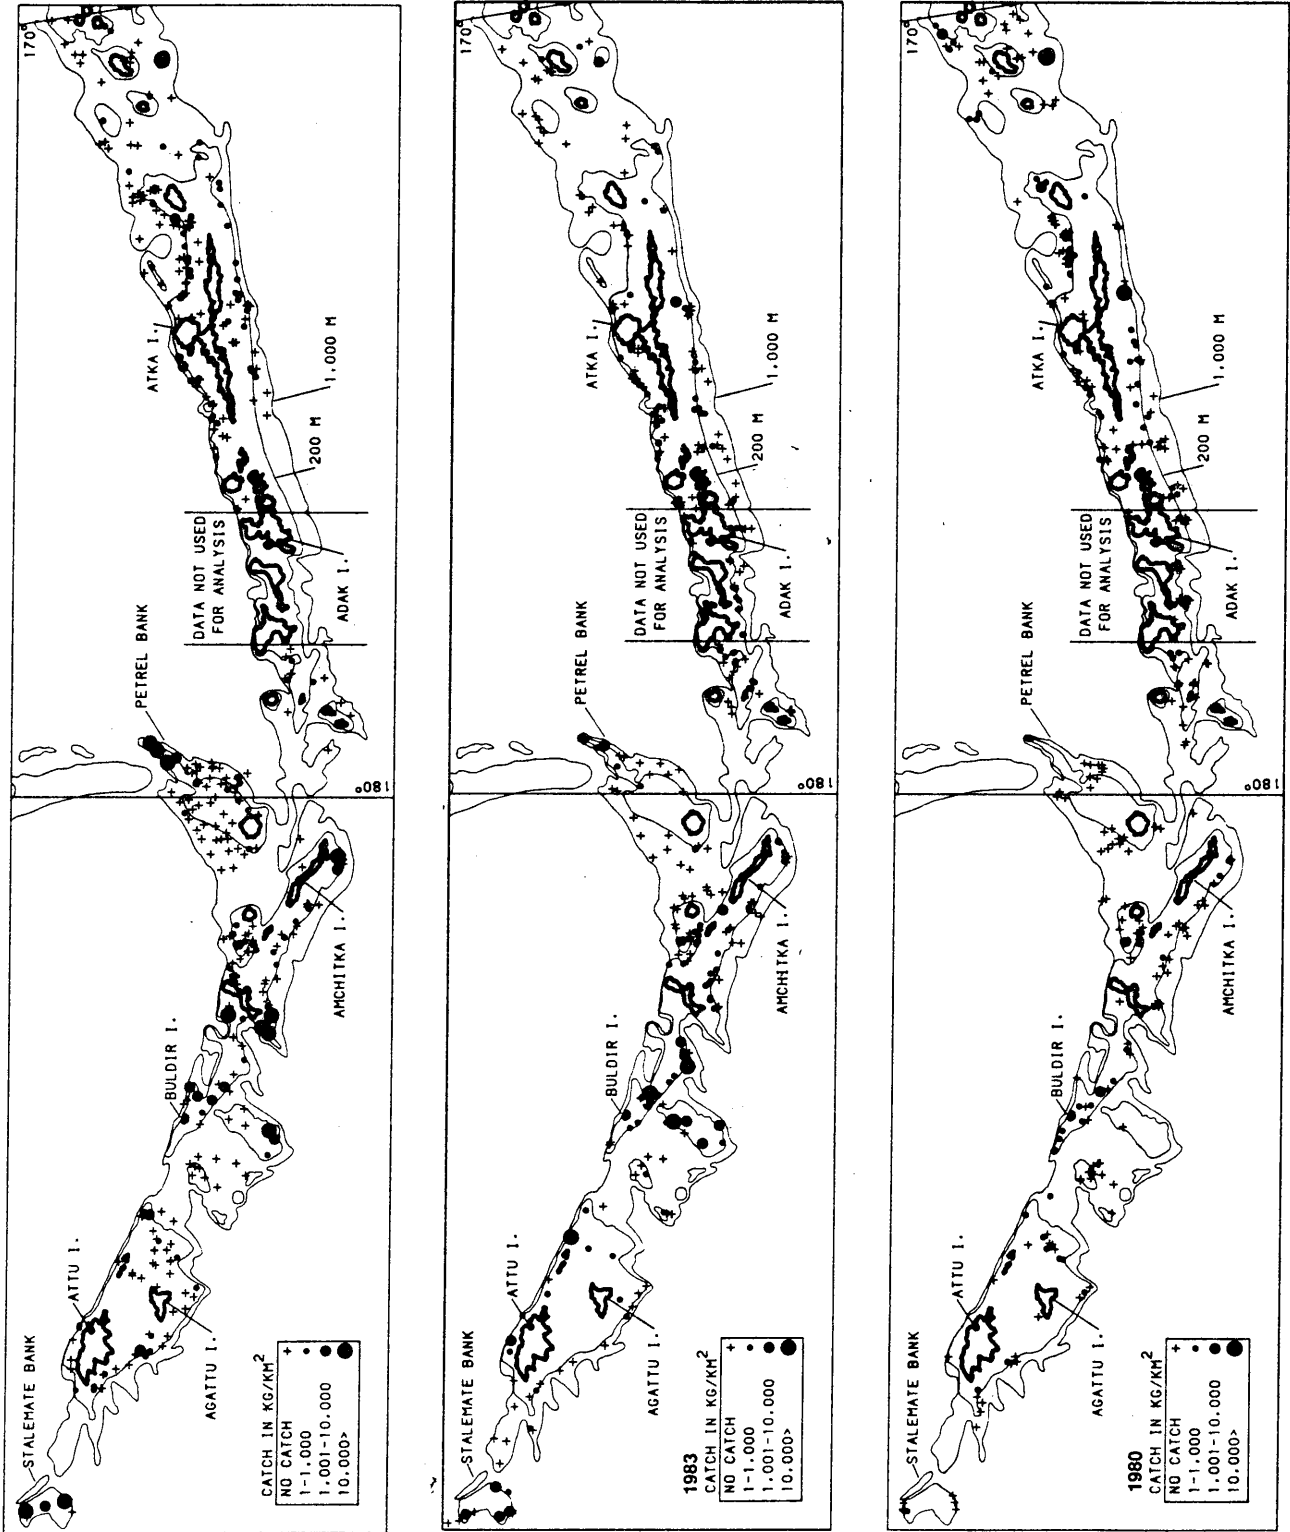 170°
ATKA I.
1,000 M
200 M
DATA NOT USED
FOR ANALYSIS
ADAK I.
PETREL BANK
180°
AMCHITKA I.
BULDIR I.
ATTU I.
AGATTU I.
STALEMATE BANK
CATCH IN KG/KM²
NO CATCH +
1-1.000
1.001-10.000
10.000>
170°
ATKA I.
1,000 M
200 M
DATA NOT USED
FOR ANALYSIS
ADAK I.
PETREL BANK
180°
AMCHITKA I.
BULDIR I.
ATTU I.
AGATTU I.
STALEMATE BANK
1983
CATCH IN KG/KM²
NO CATCH +
1-1.000
1.001-10.000
10.000>
170°
ATKA I.
1,000 M
200 M
DATA NOT USED
FOR ANALYSIS
ADAK I.
PETREL BANK
180°
AMCHITKA I.
BULDIR I.
ATTU I.
AGATTU I.
STALEMATE BANK
1980
CATCH IN KG/KM²
NO CATCH +
1-1.000
1.001-10.000
10.000>